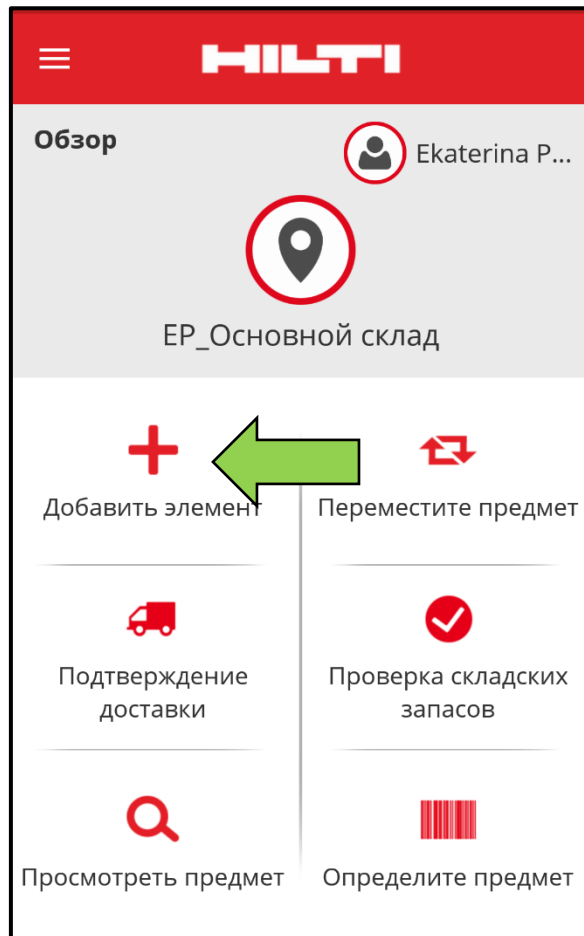 HILTI
Обзор
Ekaterina P...
EP_Основной склад
Добавить элемент
Переместите предмет
Подтверждение
доставки
Проверка складских
запасов
Просмотреть предмет
Определите предмет